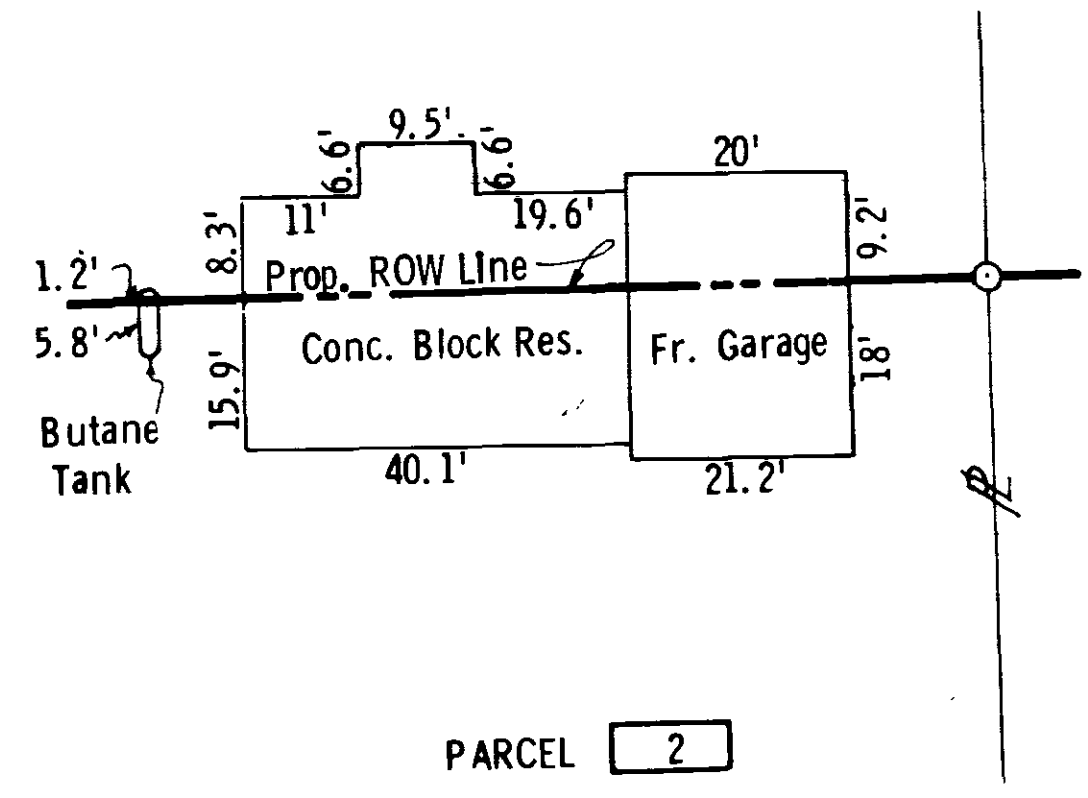 9.5'
6.6'
6.6'
20'
11'
19.6'
8.3'
9.2'
1.2'
Prop. ROW Line
5.8'
Conc. Block Res.
Fr. Garage
18'
15.9'
Butane
Tank
40.1'
21.2'
PL
PARCEL 2